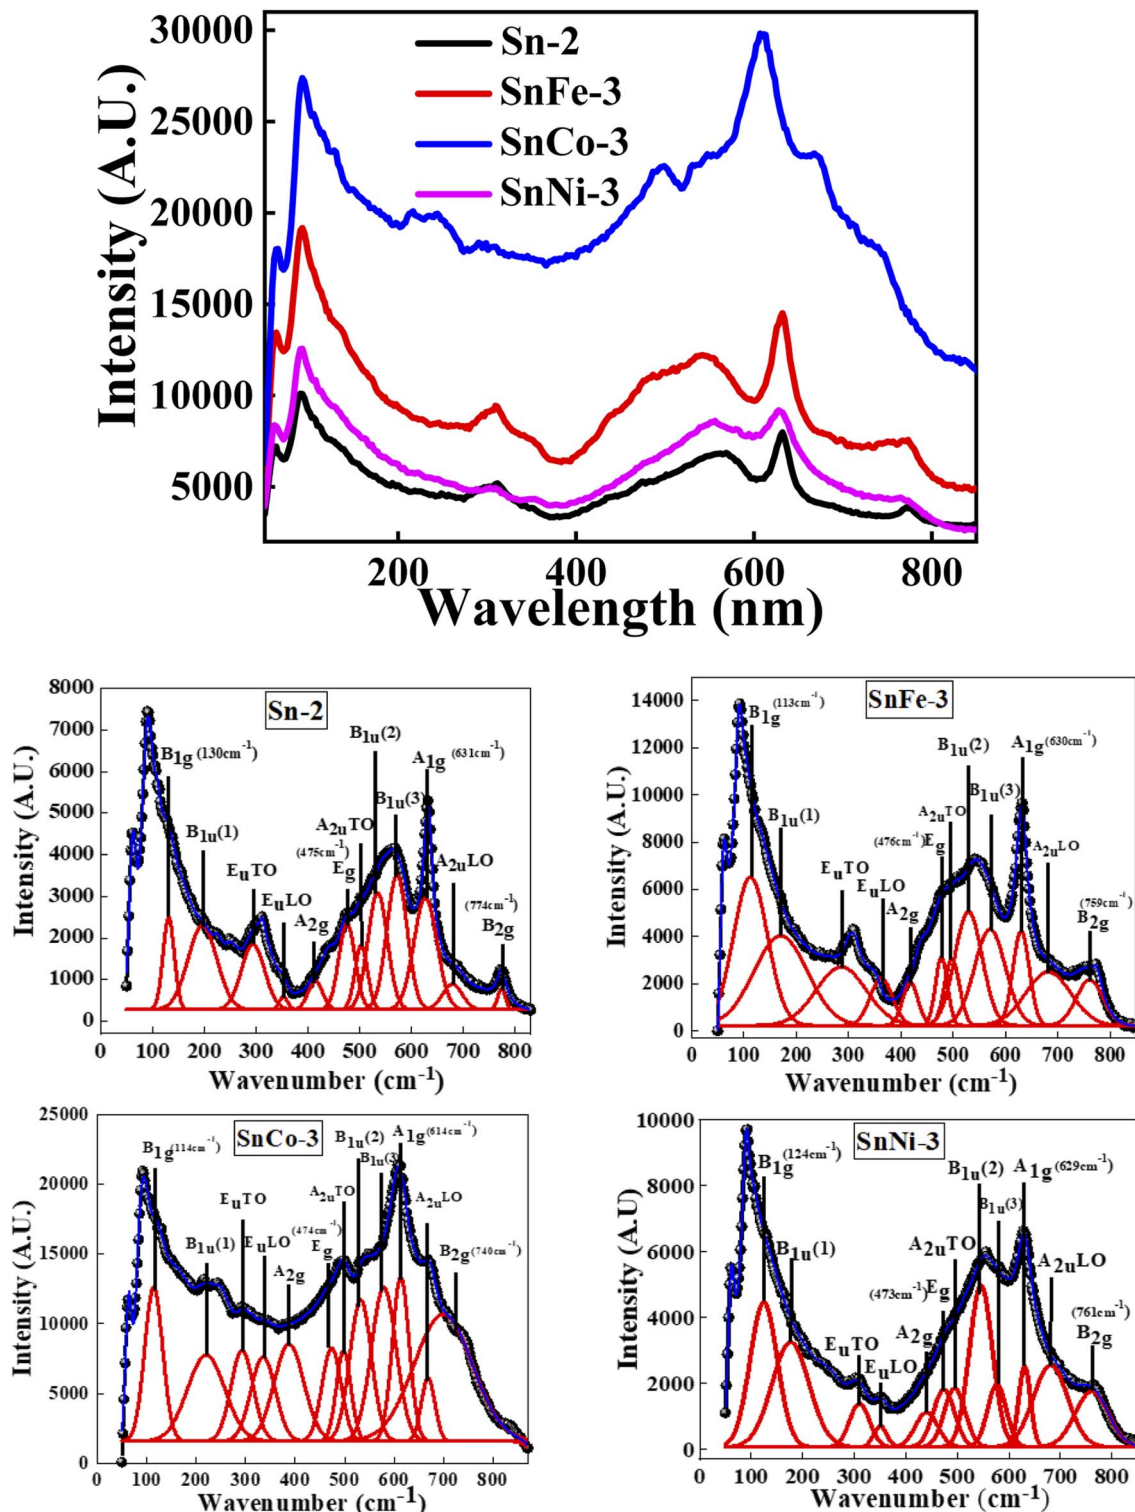 30000
25000
20000
15000
10000
5000
Intensity (A.U.)
Sn-2
SnFe-3
SnCo-3
SnNi-3
200 400 600 800
Wavelength (nm)
8000
7000
6000
5000
4000
3000
2000
1000
0
Intensity (A.U.)
Sn-2
B1g (130cm-1)
B1u(1)
EuTO
EuLO
A2g
(475cm-1)
Eg
A2uTO
B1u(2)
B1u(3)
A1g (631cm-1)
A2uLO
(774cm-1)
B2g
0 100 200 300 400 500 600 700 800
Wavenumber (cm-1)
14000
12000
10000
8000
6000
4000
2000
0
Intensity (A.U.)
SnFe-3
B1g (113cm-1)
B1u(1)
EuTO
EuLO
A2g
(476cm-1)
Eg
A2uTO
B1u(2)
B1u(3)
A1g (630cm-1)
A2uLO
(759cm-1)
B2g
0 100 200 300 400 500 600 700 800
Wavenumber (cm-1)
25000
20000
15000
10000
5000
0
Intensity (A.U.)
SnCo-3
B1g (114cm-1)
B1u(1)
EuTO
EuLO
A2g
(474cm-1)
Eg
A2uTO
B1u(2)
B1u(3)
A1g (614cm-1)
A2uLO
B2g (740cm-1)
0 100 200 300 400 500 600 700 800
Wavenumber (cm-1)
10000
8000
6000
4000
2000
0
Intensity (A.U)
SnNi-3
B1g (124cm-1)
B1u(1)
EuTO
EuLO
A2g
(473cm-1)
Eg
A2uTO
B1u(2)
B1u(3)
A1g (629cm-1)
A2uLO
(761cm-1)
B2g
0 100 200 300 400 500 600 700 800
Wavenumber (cm-1)